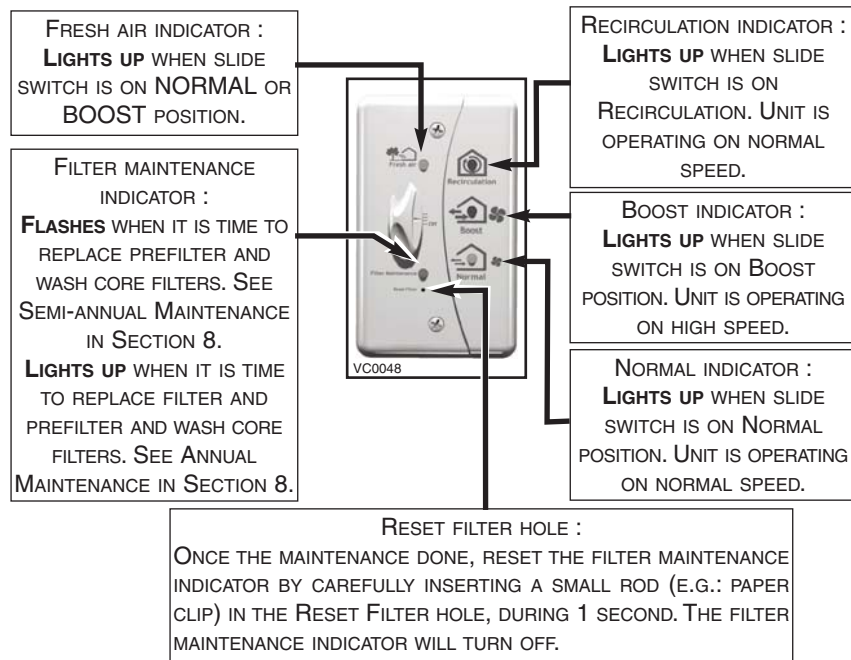 FRESH AIR INDICATOR :
LIGHTS UP WHEN SLIDE
SWITCH IS ON NORMAL OR
BOOST POSITION.
FILTER MAINTENANCE
INDICATOR :
FLASHES WHEN IT IS TIME TO
REPLACE PREFILTER AND
WASH CORE FILTERS. SEE
SEMI-ANNUAL MAINTENANCE
IN SECTION 8.
LIGHTS UP WHEN IT IS TIME
TO REPLACE FILTER AND
PREFILTER AND WASH CORE
FILTERS. SEE ANNUAL
MAINTENANCE IN SECTION 8.
Fresh air
Recirculation
OFF
Boost
Filter Maintenance
Normal
Reset Filter
VC0048
RECIRCULATION INDICATOR :
LIGHTS UP WHEN SLIDE
SWITCH IS ON
RECIRCULATION. UNIT IS
OPERATING ON NORMAL
SPEED.
BOOST INDICATOR :
LIGHTS UP WHEN SLIDE
SWITCH IS ON BOOST
POSITION. UNIT IS OPERATING
ON HIGH SPEED.
NORMAL INDICATOR :
LIGHTS UP WHEN SLIDE
SWITCH IS ON NORMAL
POSITION. UNIT IS OPERATING
ON NORMAL SPEED.
RESET FILTER HOLE :
ONCE THE MAINTENANCE DONE, RESET THE FILTER MAINTENANCE
INDICATOR BY CAREFULLY INSERTING A SMALL ROD (E.G.: PAPER
CLIP) IN THE RESET FILTER HOLE, DURING 1 SECOND. THE FILTER
MAINTENANCE INDICATOR WILL TURN OFF.